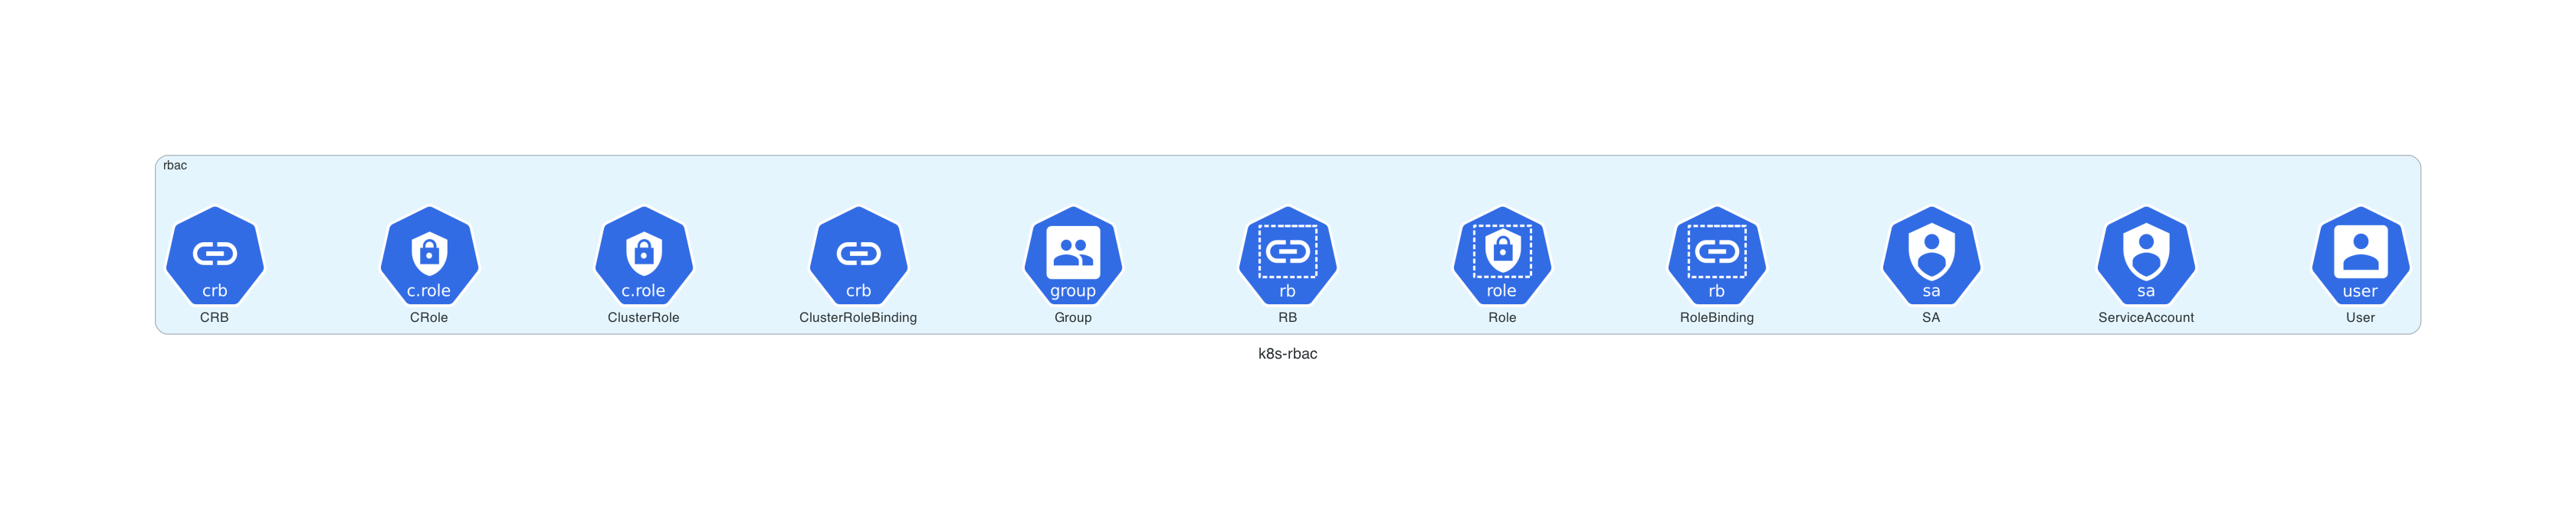 rbac
crb c.role c.role crb group rb role rb sa sa user
CRB CRole ClusterRole ClusterRoleBinding Group RB Role RoleBinding SA ServiceAccount User
k8s-rbac